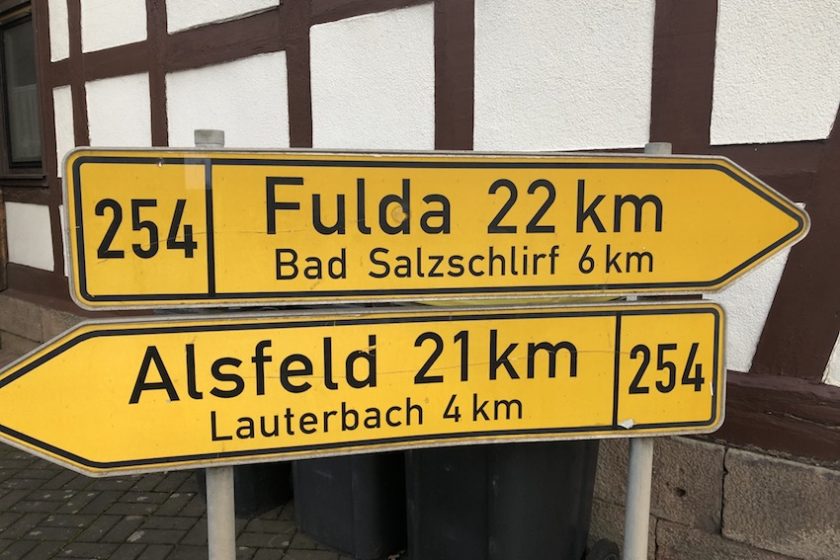 254 Fulda 22 km
Bad Salzschlirf 6 km
Alsfeld 21 km 254
Lauterbach 4 km